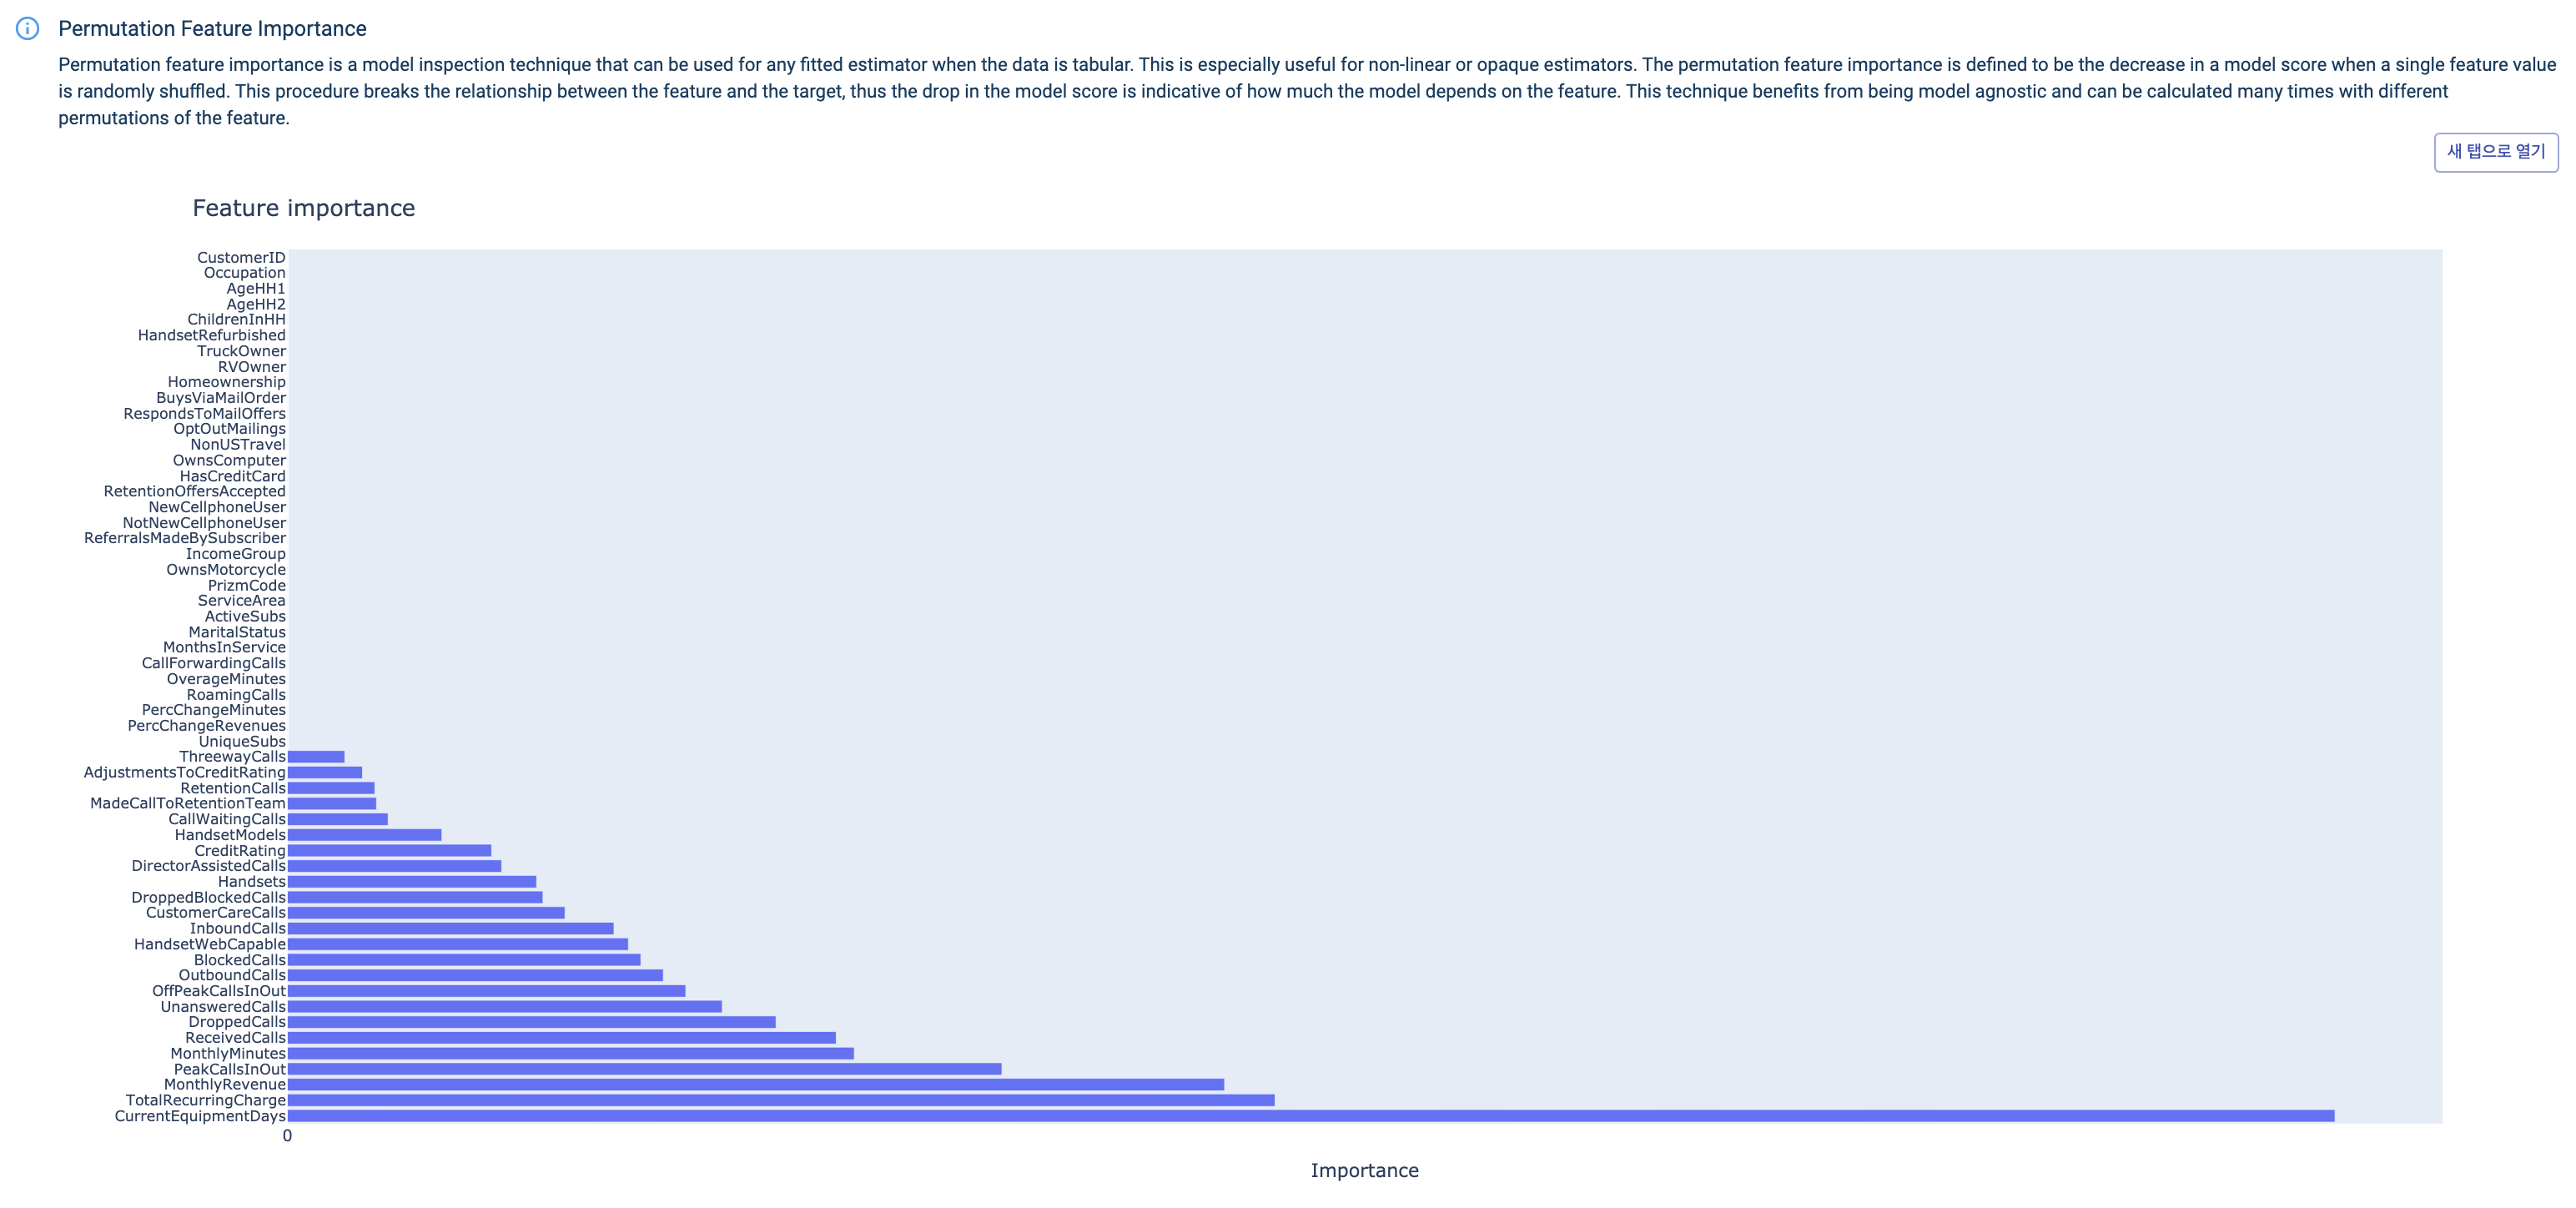 Permutation Feature Importance
Permutation feature importance is a model inspection technique that can be used for any fitted estimator when the data is tabular. This is especially useful for non-linear or opaque estimators. The permutation feature importance is defined to be the decrease in a model score when a single feature value
is randomly shuffled. This procedure breaks the relationship between the feature and the target, thus the drop in the model score is indicative of how much the model depends on the feature. This technique benefits from being model agnostic and can be calculated many times with different
permutations of the feature.
새 탭으로 열기
Feature importance
CustomerID
Occupation
AgeHH1
AgeHH2
ChildrenInHH
HandsetRefurbished
TruckOwner
RVOwner
Homeownership
BuysViaMailOrder
RespondsToMailOffers
OptOutMailings
NonUSTravel
OwnsComputer
HasCreditCard
RetentionOffersAccepted
NewCellphoneUser
NotNewCellphoneUser
ReferralsMadeBySubscriber
IncomeGroup
OwnsMotorcycle
PrizmCode
ServiceArea
ActiveSubs
MaritalStatus
MonthsInService
CallForwardingCalls
OverageMinutes
RoamingCalls
PercChangeMinutes
PercChangeRevenues
UniqueSubs
ThreewayCalls
AdjustmentsToCreditRating
RetentionCalls
MadeCallToRetentionTeam
CallWaitingCalls
HandsetModels
CreditRating
DirectorAssistedCalls
Handsets
DroppedBlockedCalls
CustomerCareCalls
InboundCalls
HandsetWebCapable
BlockedCalls
OutboundCalls
OffPeakCallsInOut
UnansweredCalls
DroppedCalls
ReceivedCalls
MonthlyMinutes
PeakCallsInOut
MonthlyRevenue
TotalRecurringCharge
CurrentEquipmentDays
0
Importance